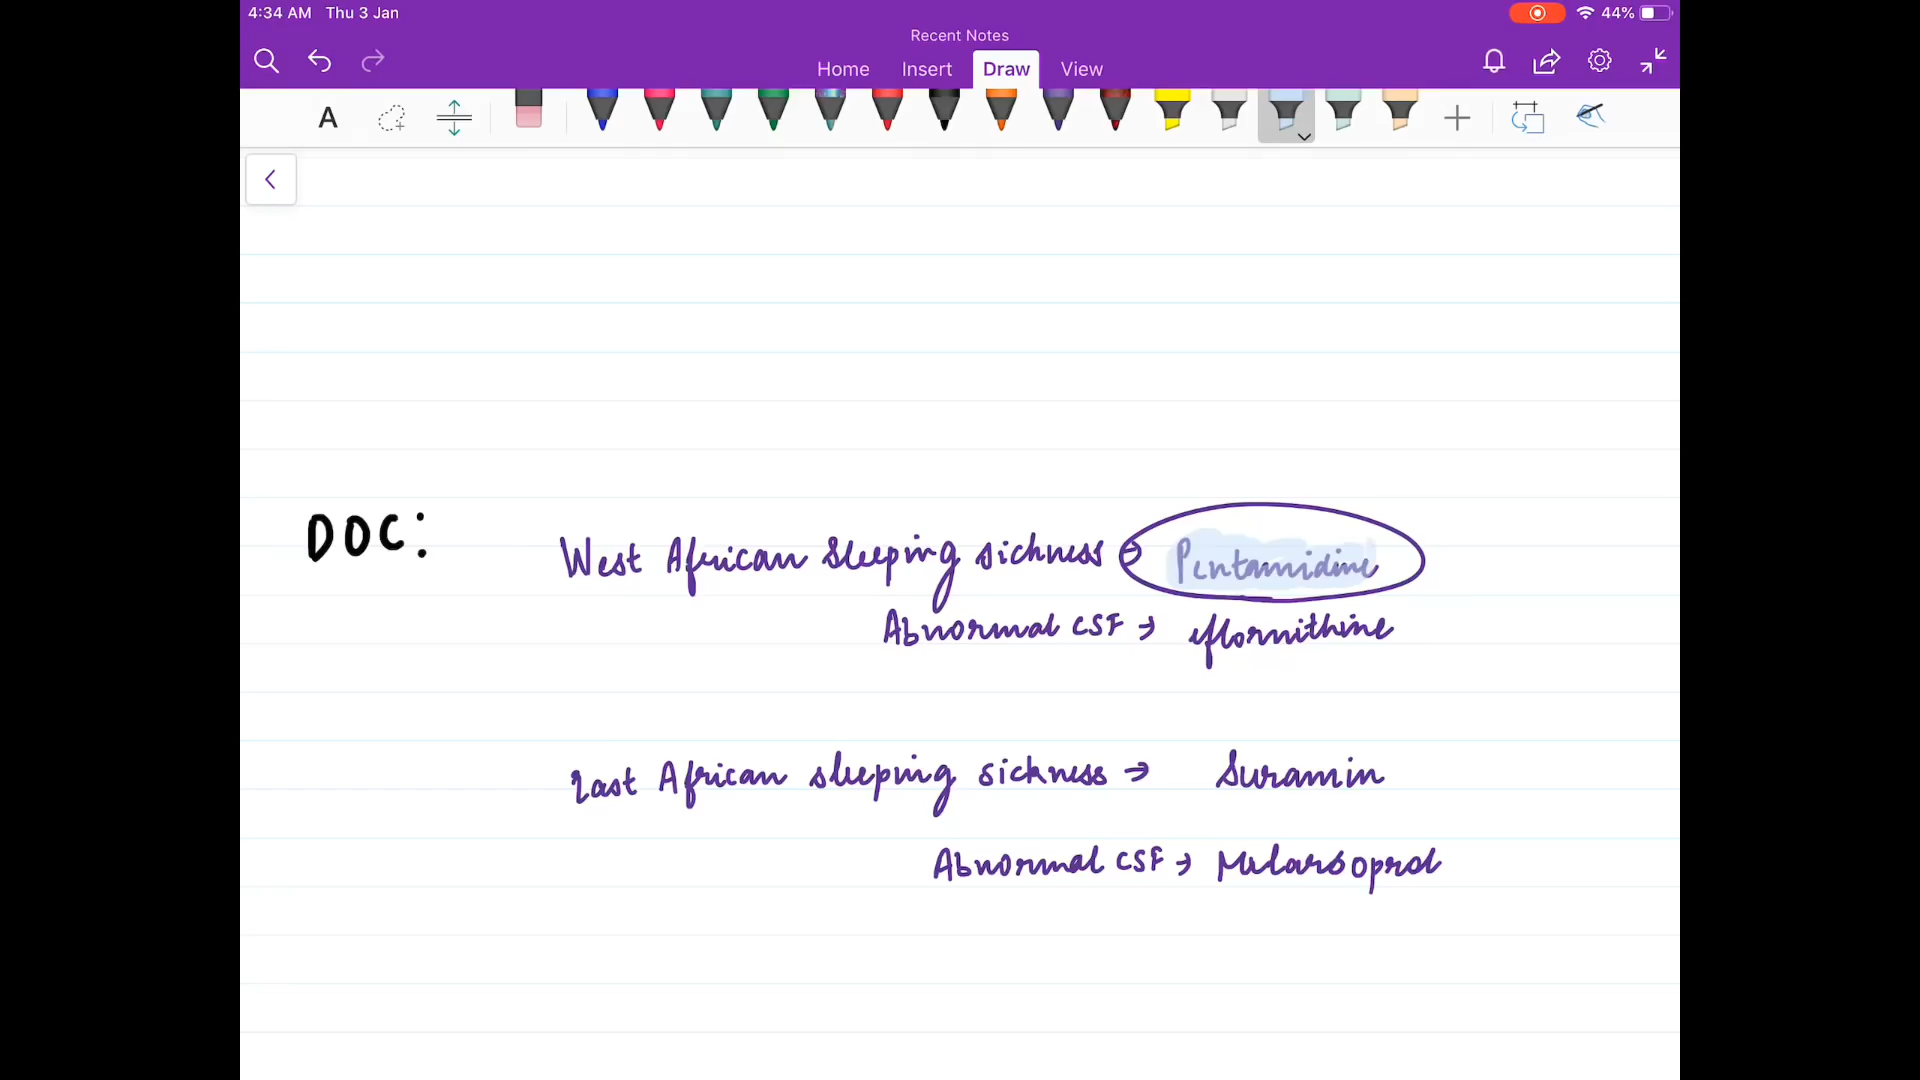 4:34 AM Thu 3 Jan 44%
Recent Notes
Home Insert Draw View
A
DOC: West African sleeping sickness → Pentamidine
Abnormal CSF → eflornithine
East African sleeping sickness → Suramin
Abnormal CSF → Melarsoprol